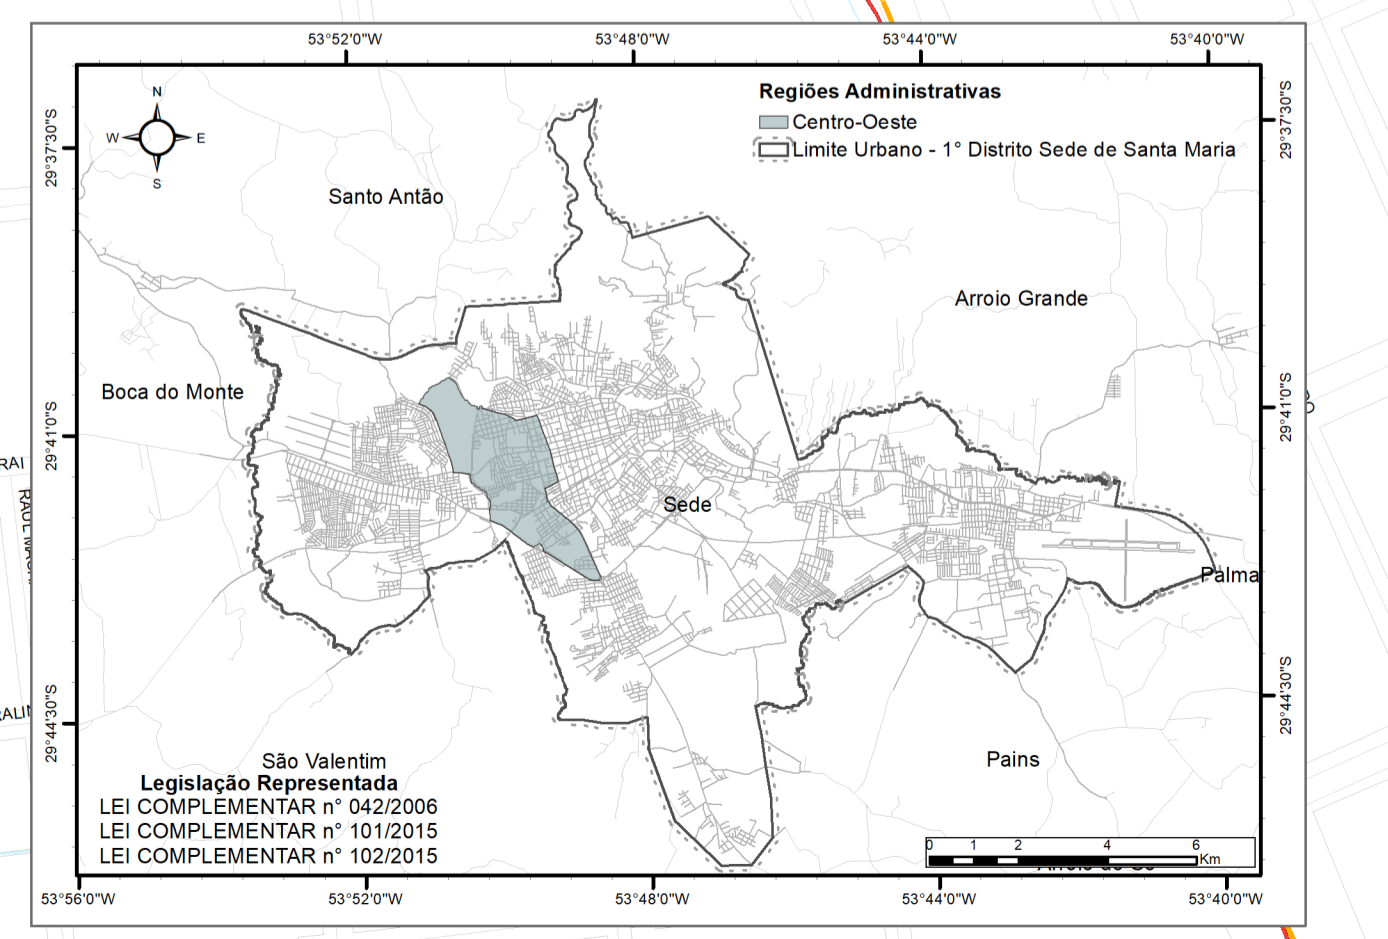 53°52'0"W 53°48'0"W 53°44'0"W 53°40'0"W
N
W E
S
Regiões Administrativas
Centro-Oeste
Limite Urbano - 1° Distrito Sede de Santa Maria
29°37'30"S
29°37'30"S
Santo Antão
Arroio Grande
Boca do Monte
29°41'0"S
29°41'0"S
RAI
Sede
Palma
29°44'30"S
29°44'30"S
São Valentim
Pains
Legislação Representada
LEI COMPLEMENTAR n° 042/2006
LEI COMPLEMENTAR n° 101/2015
LEI COMPLEMENTAR n° 102/2015
0 1 2 4 6
Km
53°56'0"W 53°52'0"W 53°48'0"W 53°44'0"W 53°40'0"W